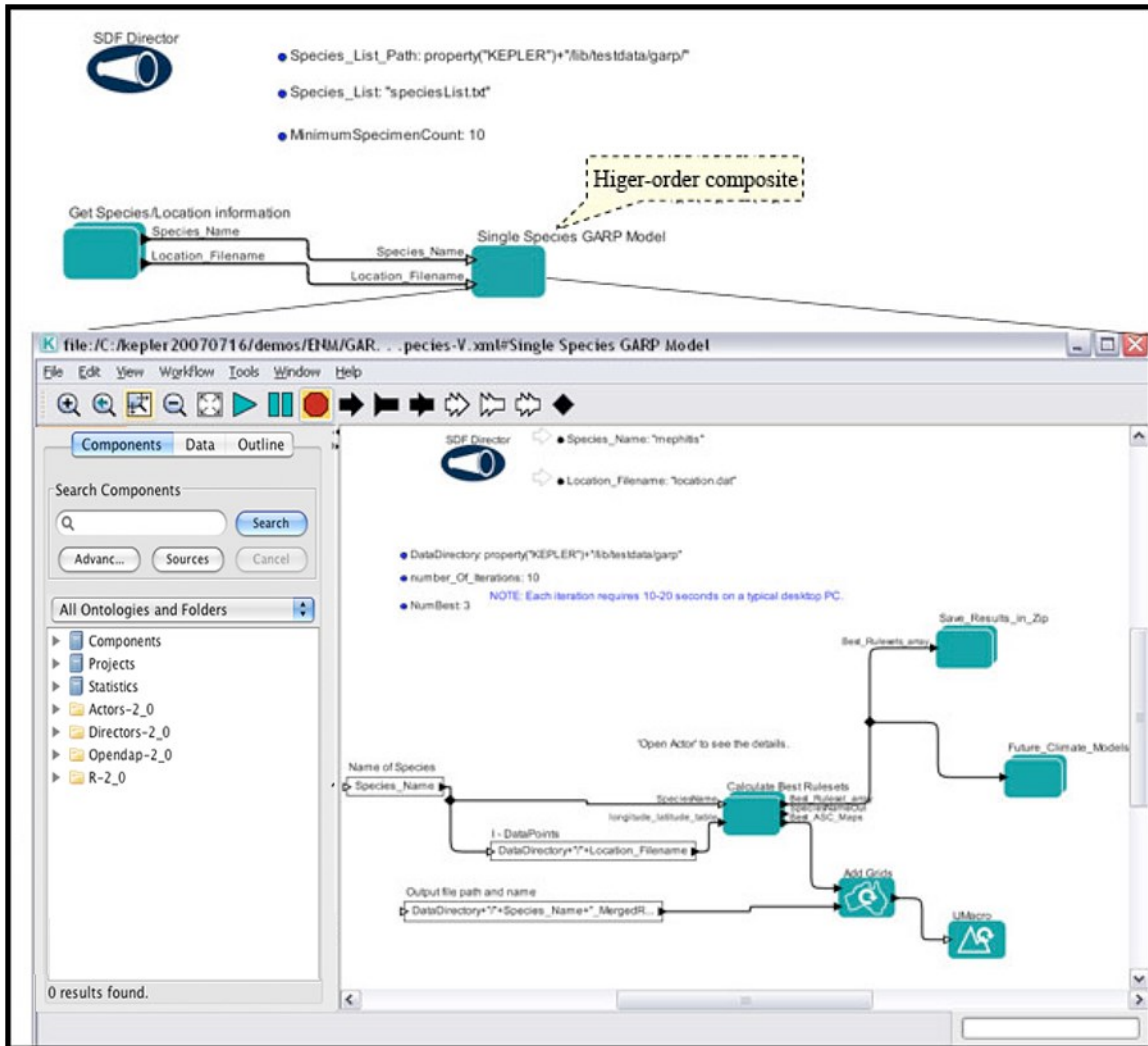 SDF Director
Species_List_Path: property("KEPLER")+"/lib/testdata/garp/"
Species_List: "speciesList.txt"
MinimumSpecimenCount: 10
Higer-order composite
Get Species/Location information
Species_Name
Location_Filename
Single Species GARP Model
Species_Name
Location_Filename
file:/C:/kepler20070716/demos/ENM/GAR. . .pecies-V.xml#Single Species GARP Model
File Edit View Workflow Tools Window Help
Components Data Outline
Search Components
Search
Advanc... Sources Cancel
All Ontologies and Folders
Components
Projects
Statistics
Actors-2_0
Directors-2_0
Opendap-2_0
R-2_0
0 results found.
SDF Director
Species_Name: "mephitis"
Location_Filename: "location.dat"
DataDirectory: property("KEPLER")+"/lib/testdata/garp"
number_Of_Iterations: 10
NumBest: 3
NOTE: Each iteration requires 10-20 seconds on a typical desktop PC.
Save_Results_in_Zip
Best_Rulesets_array
'Open Actor' to see the details.
Future_Climate_Models
Name of Species
Species_Name
Calculate Best Rulesets
SpeciesName
longitude_latitude_table
Best_Ruleset_array
SpeciesNameOut
Best_ASC_Maps
I - DataPoints
DataDirectory+"/"+Location_Filename
Output file path and name
DataDirectory+"/"+Species_Name+"_MergedR...
Add Grids
UMacro